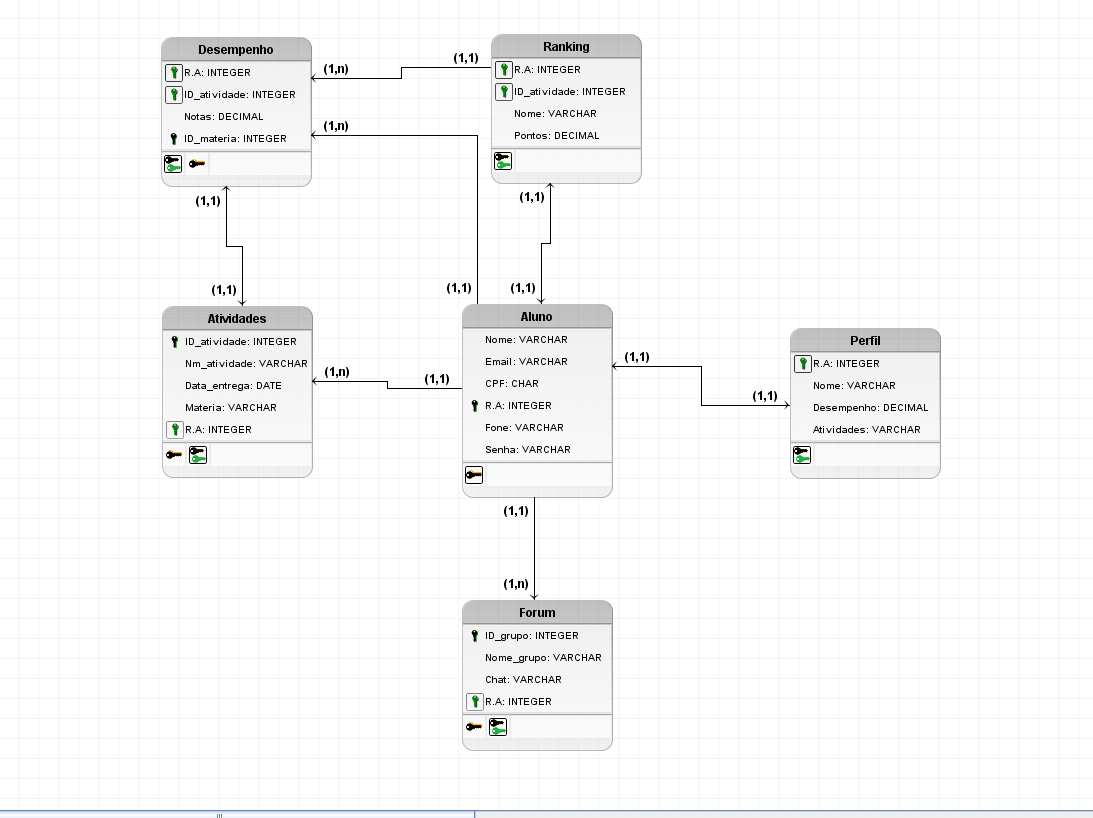 Desempenho
R.A: INTEGER
ID_atividade: INTEGER
Notas: DECIMAL
ID_materia: INTEGER
(1,n)
(1,1)
(1,n)
Ranking
R.A: INTEGER
ID_atividade: INTEGER
Nome: VARCHAR
Pontos: DECIMAL
(1,1)
(1,1)
(1,1)
(1,1)
(1,1)
Atividades
ID_atividade: INTEGER
Nm_atividade: VARCHAR
Data_entrega: DATE
Materia: VARCHAR
R.A: INTEGER
(1,n)
(1,1)
Aluno
Nome: VARCHAR
Email: VARCHAR
CPF: CHAR
R.A: INTEGER
Fone: VARCHAR
Senha: VARCHAR
(1,1)
(1,1)
Perfil
R.A: INTEGER
Nome: VARCHAR
Desempenho: DECIMAL
Atividades: VARCHAR
(1,1)
(1,n)
Forum
ID_grupo: INTEGER
Nome_grupo: VARCHAR
Chat: VARCHAR
R.A: INTEGER